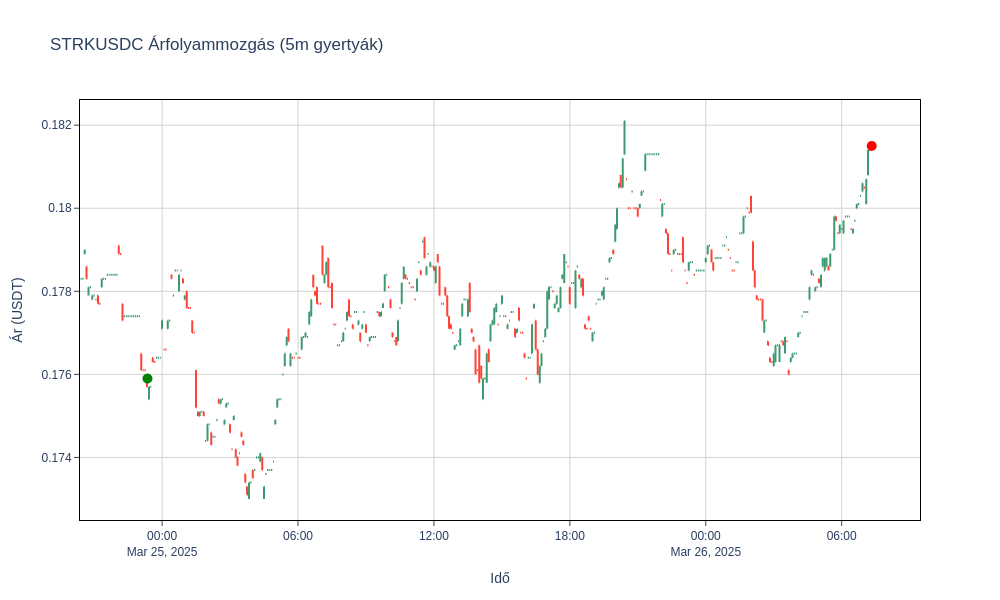 STRKUSDC Árfolyammozgás (5m gyertyák)
Ár (USDT)
0.182
0.18
0.178
0.176
0.174
00:00
Mar 25, 2025
06:00
12:00
18:00
00:00
Mar 26, 2025
06:00
Idő